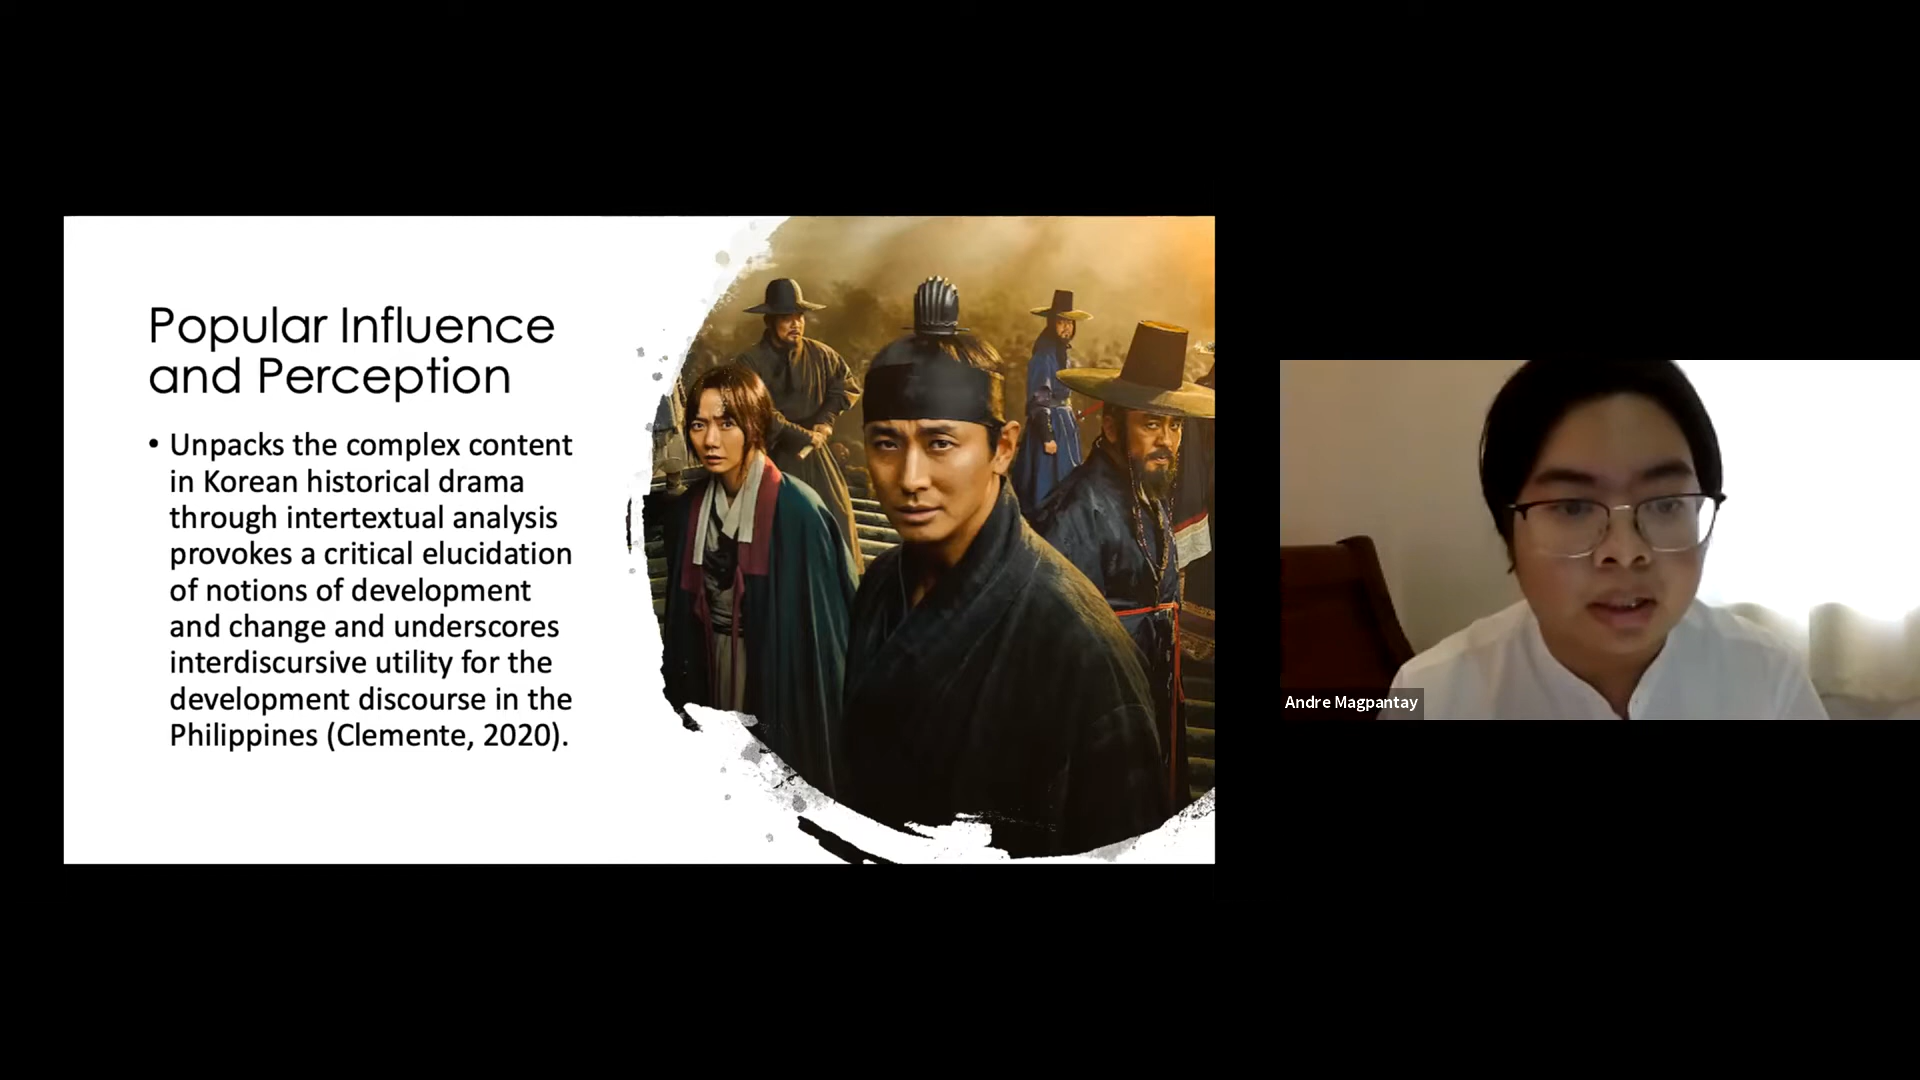 Popular Influence
and Perception
• Unpacks the complex content
in Korean historical drama
through intertextual analysis
provokes a critical elucidation
of notions of development
and change and underscores
interdiscursive utility for the
development discourse in the
Philippines (Clemente, 2020).
Andre Magpantay